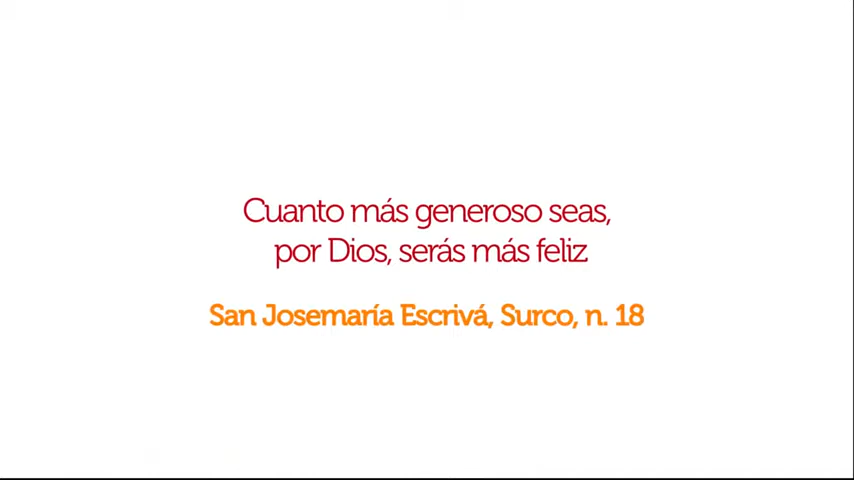 Cuanto más generoso seas,
por Dios, serás más feliz
San Josemaría Escrivá, Surco, n. 18